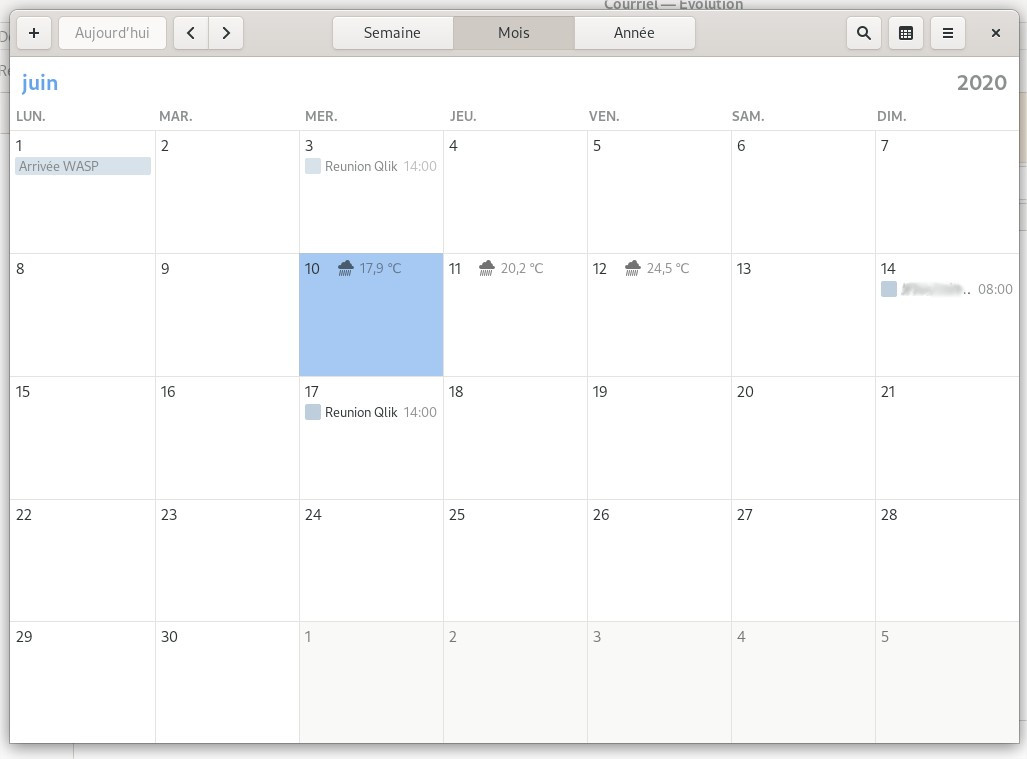 Courriel — Evolution
Aujourd'hui
Semaine Mois Année
juin 2020
LUN. MAR. MER. JEU. VEN. SAM. DIM.
1 2 3 4 5 6 7
Arrivée WASP Reunion Qlik 14:00
8 9 10 17,9 °C 11 20,2 °C 12 24,5 °C 13 14
08:00
15 16 17 18 19 20 21
Reunion Qlik 14:00
22 23 24 25 26 27 28
29 30 1 2 3 4 5